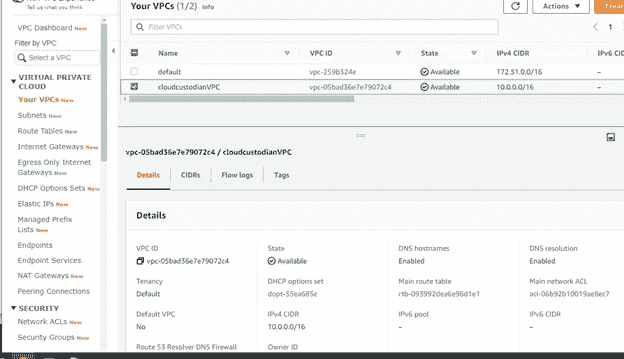 Tell us what you think.
VPC Dashboard New
Filter by VPC:
Select a VPC
VIRTUAL PRIVATE
CLOUD
Your VPCs New
Subnets New
Route Tables New
Internet Gateways New
Egress Only Internet
Gateways New
DHCP Options Sets New
Elastic IPs New
Managed Prefix
Lists New
Endpoints
Endpoint Services
NAT Gateways New
Peering Connections
SECURITY
Network ACLs New
Security Groups New
Your VPCs (1/2) Info
Actions
Filter VPCs
1
Name VPC ID State IPv4 CIDR IPv6 CI
default vpc-259b324e Available 172.31.0.0/16 –
cloudcustodianVPC vpc-05bad36e7e79072c4 Available 10.0.0.0/16 –
vpc-05bad36e7e79072c4 / cloudcustodianVPC
Details CIDRs Flow logs Tags
Details
VPC ID State DNS hostnames DNS resolution
vpc-05bad36e7e79072c4 Available Enabled Enabled
Tenancy DHCP options set Main route table Main network ACL
Default dopt-35ea685e rtb-093992dea6e98d1e1 acl-06b92b10019ae8ec7
Default VPC IPv4 CIDR IPv6 pool IPv6 CIDR
No 10.0.0.0/16 – –
Route 53 Resolver DNS Firewall Owner ID